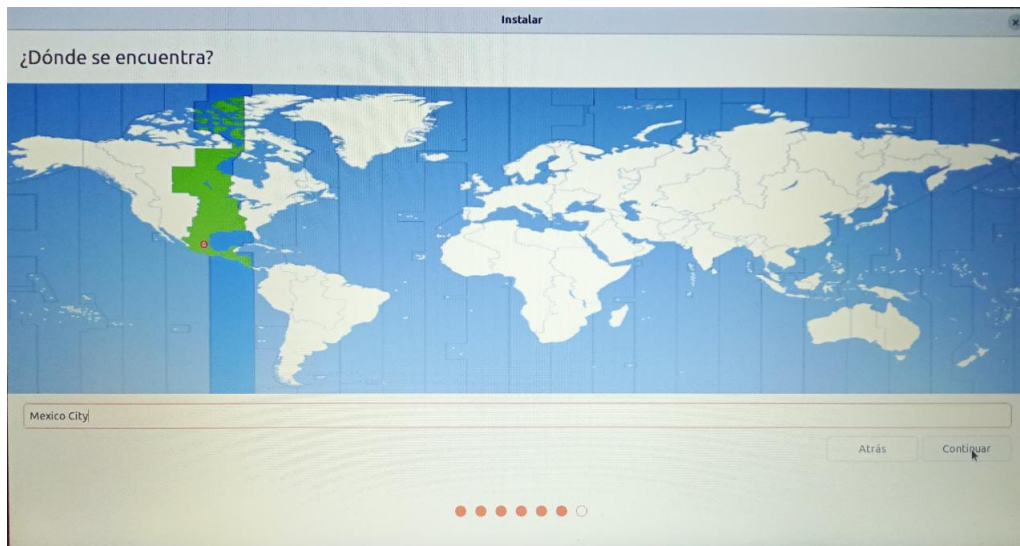 Instalar
¿Dónde se encuentra?
Mexico City
Atrás
Continuar